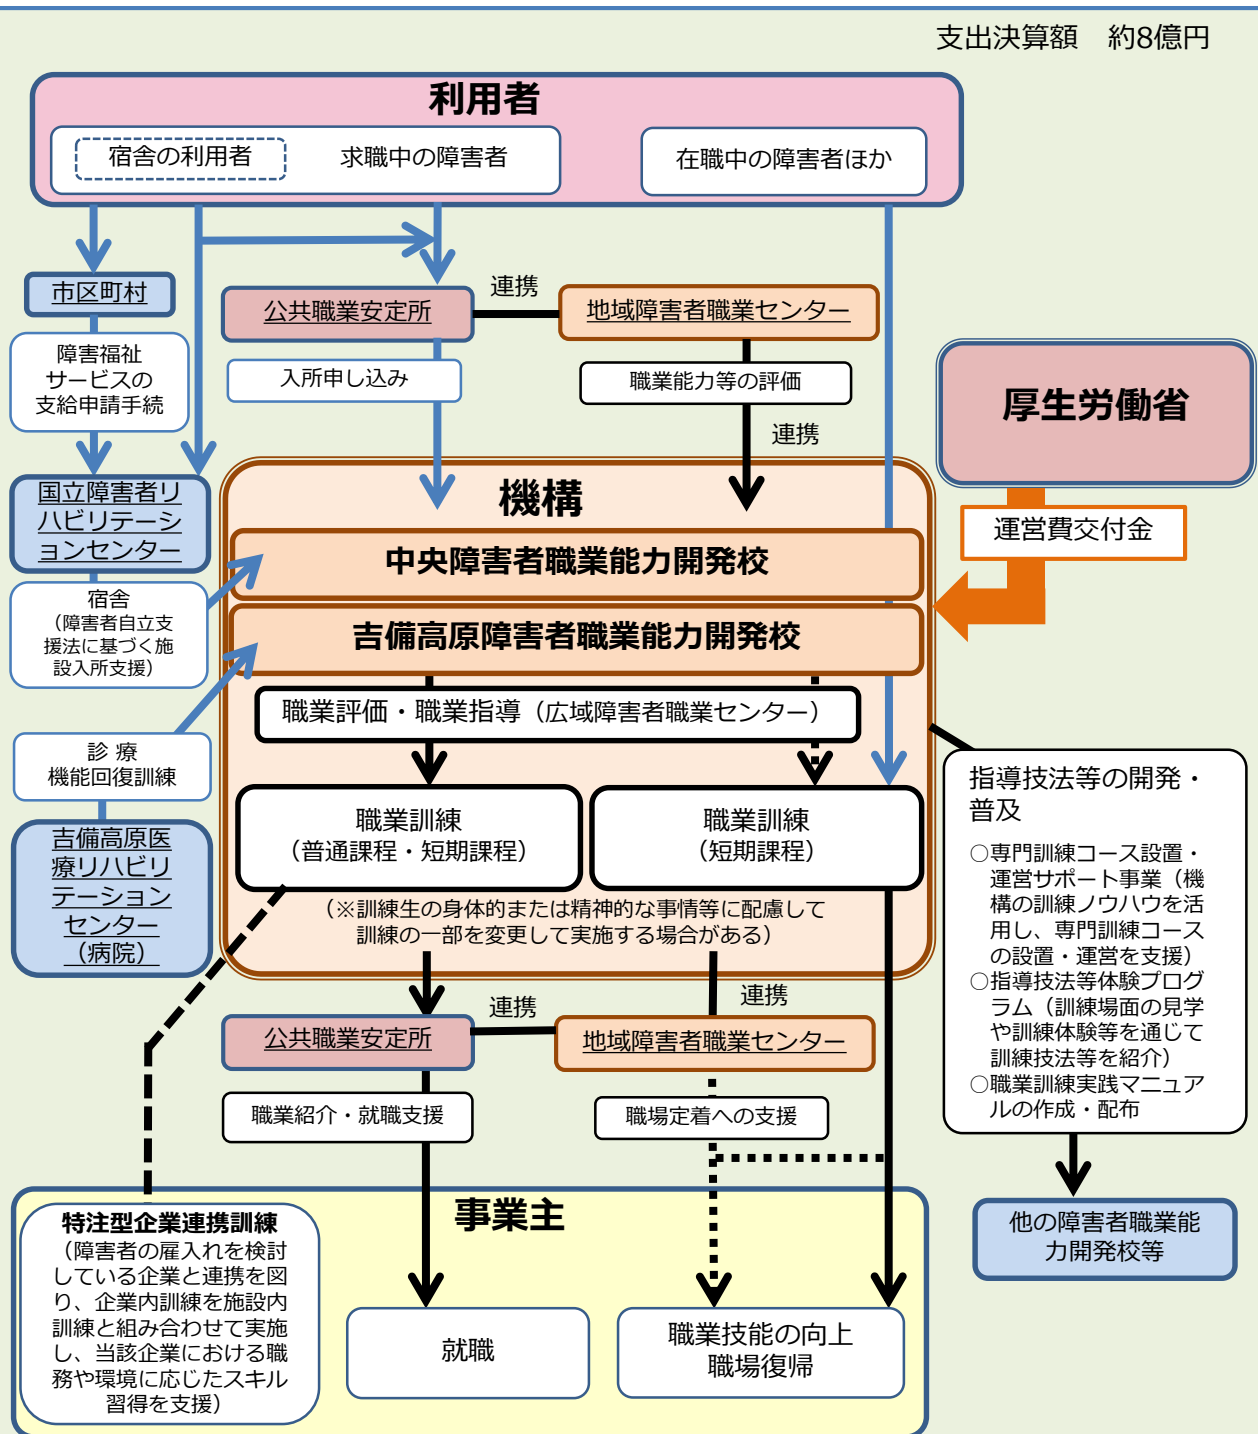 支出決算額　約8億円
利用者
宿舎の利用者
求職中の障害者
在職中の障害者ほか
市区町村
公共職業安定所
連携
地域障害者職業センター
障害福祉
サービスの
支給申請手続
入所申し込み
職業能力等の評価
連携
厚生労働省
運営費交付金
国立障害者リ
ハビリテーシ
ョンセンター
機構
中央障害者職業能力開発校
吉備高原障害者職業能力開発校
宿舎
（障害者自立支
援法に基づく施
設入所支援）
職業評価・職業指導（広域障害者職業センター）
診 療
機能回復訓練
吉備高原医
療リハビリ
テーション
センター
（病院）
職業訓練
（普通課程・短期課程）
職業訓練
（短期課程）
（※訓練生の身体的または精神的な事情等に配慮して
訓練の一部を変更して実施する場合がある）
指導技法等の開発・
普及
○専門訓練コース設置・
運営サポート事業（機
構の訓練ノウハウを活
用し、専門訓練コース
の設置・運営を支援）
○指導技法等体験プログ
ラム（訓練場面の見学
や訓練体験等を通じて
訓練技法等を紹介）
○職業訓練実践マニュア
ルの作成・配布
公共職業安定所
連携
地域障害者職業センター
連携
職業紹介・就職支援
職場定着への支援
他の障害者職業能
力開発校等
事業主
特注型企業連携訓練
（障害者の雇入れを検討
している企業と連携を図
り、企業内訓練を施設内
訓練と組み合わせて実施
し、当該企業における職
務や環境に応じたスキル
習得を支援）
就職
職業技能の向上
職場復帰